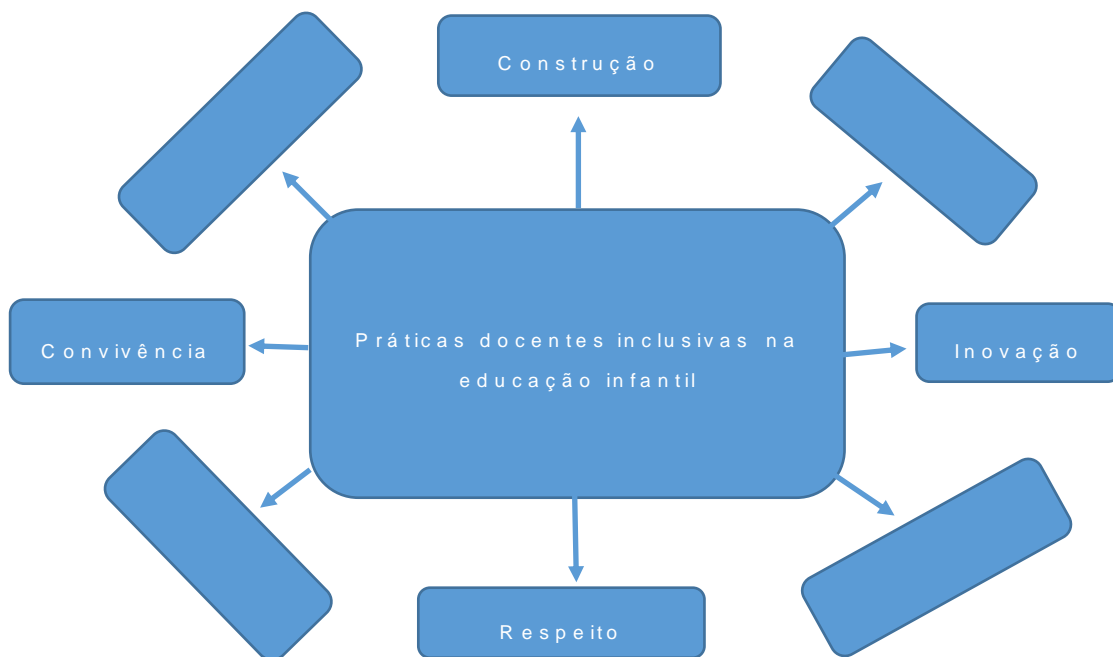 Construção
Convivência
Práticas docentes inclusivas na
educação infantil
Inovação
Respeito